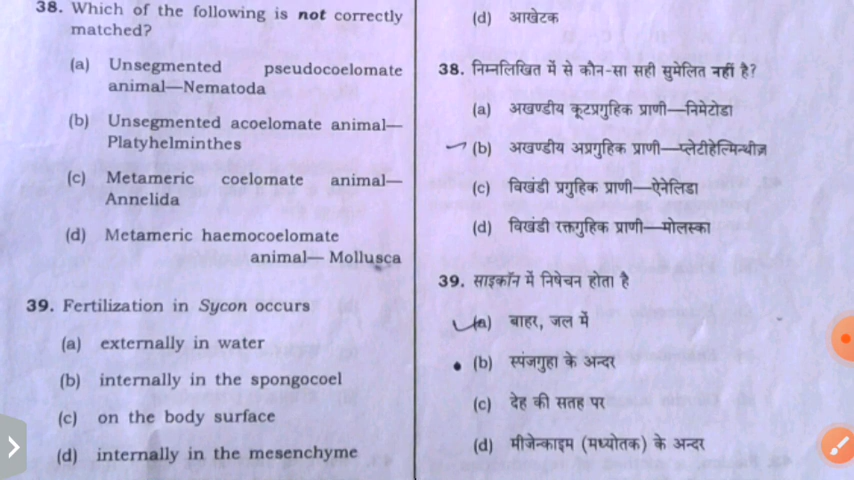 38. Which of the following is not correctly
matched?
(a) Unsegmented pseudocoelomate
animal—Nematoda
(b) Unsegmented acoelomate animal—
Platyhelminthes
(c) Metameric coelomate animal—
Annelida
(d) Metameric haemocoelomate
animal— Mollusca
39. Fertilization in Sycon occurs
(a) externally in water
(b) internally in the spongocoel
(c) on the body surface
(d) internally in the mesenchyme
(d) आखेटक
38. निम्नलिखित में से कौन-सा सही सुमेलित नहीं है?
(a) अखण्डीय कूटप्रगुहिक प्राणी—निमेटोडा
(b) अखण्डीय अप्रगुहिक प्राणी—प्लेटीहेल्मिन्थीज़
(c) विखंडी प्रगुहिक प्राणी—ऐनेलिडा
(d) विखंडी रक्तगुहिक प्राणी—मोलस्का
39. साइकॉन में निषेचन होता है
(a) बाहर, जल में
(b) स्पंजगुहा के अन्दर
(c) देह की सतह पर
(d) मीजेन्काइम (मध्योतक) के अन्दर